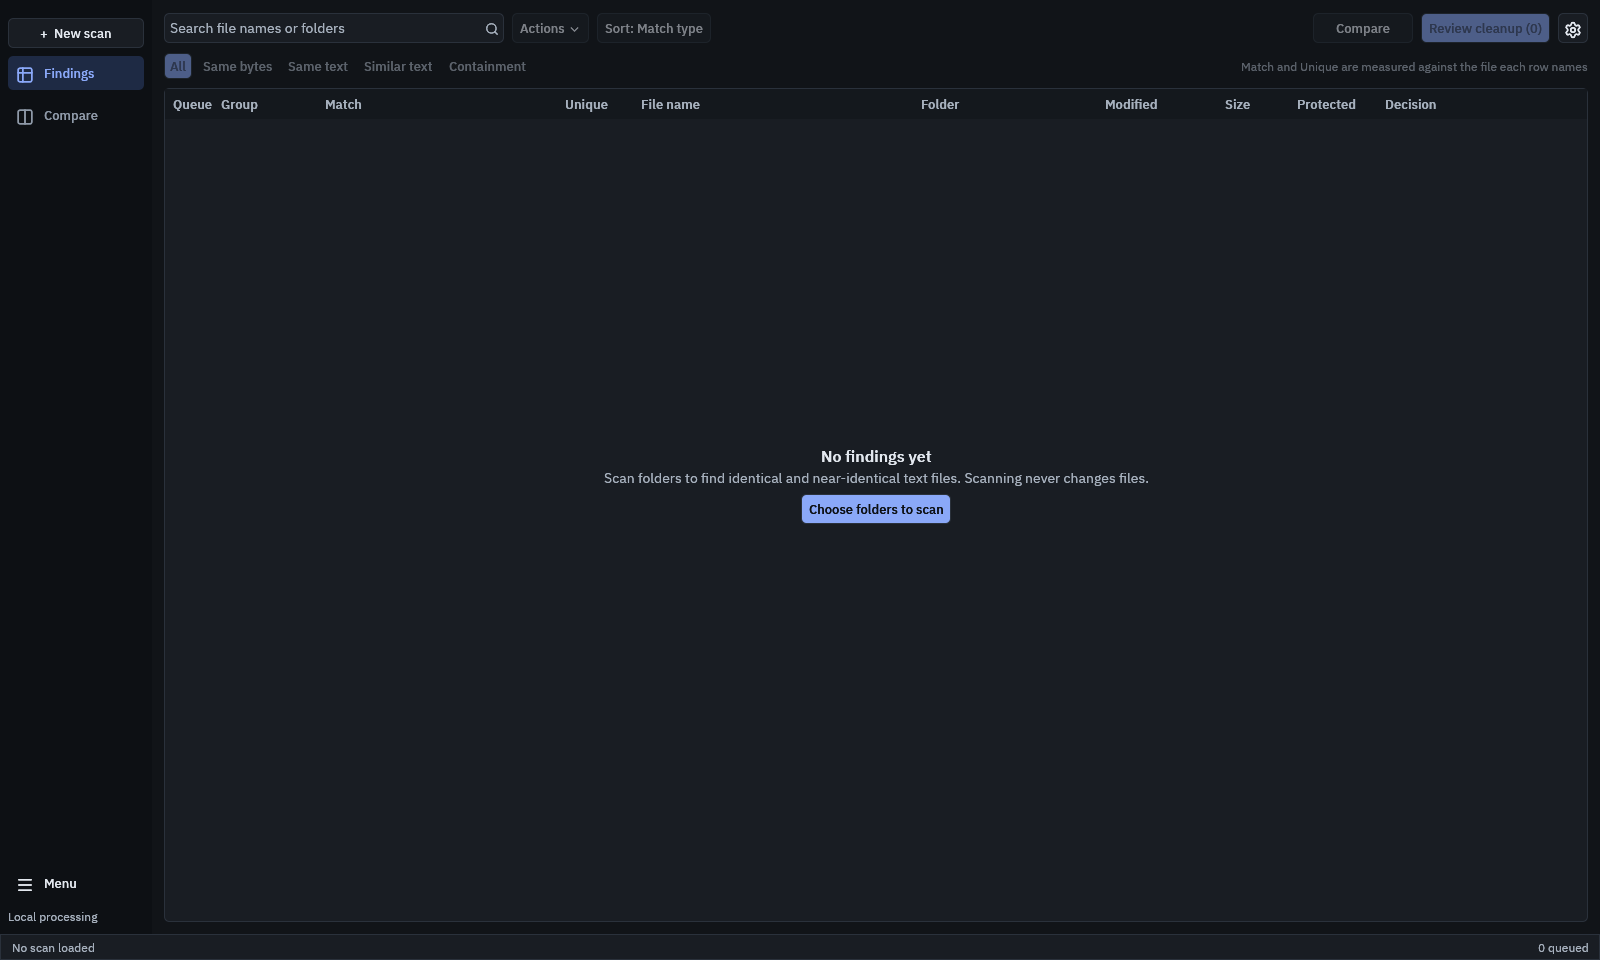 + New scan
Findings
Compare
Menu
Local processing
Search file names or folders
Actions
Sort: Match type
Compare
Review cleanup (0)
All
Same bytes
Same text
Similar text
Containment
Match and Unique are measured against the file each row names
Queue
Group
Match
Unique
File name
Folder
Modified
Size
Protected
Decision
No findings yet
Scan folders to find identical and near-identical text files. Scanning never changes files.
Choose folders to scan
No scan loaded
0 queued